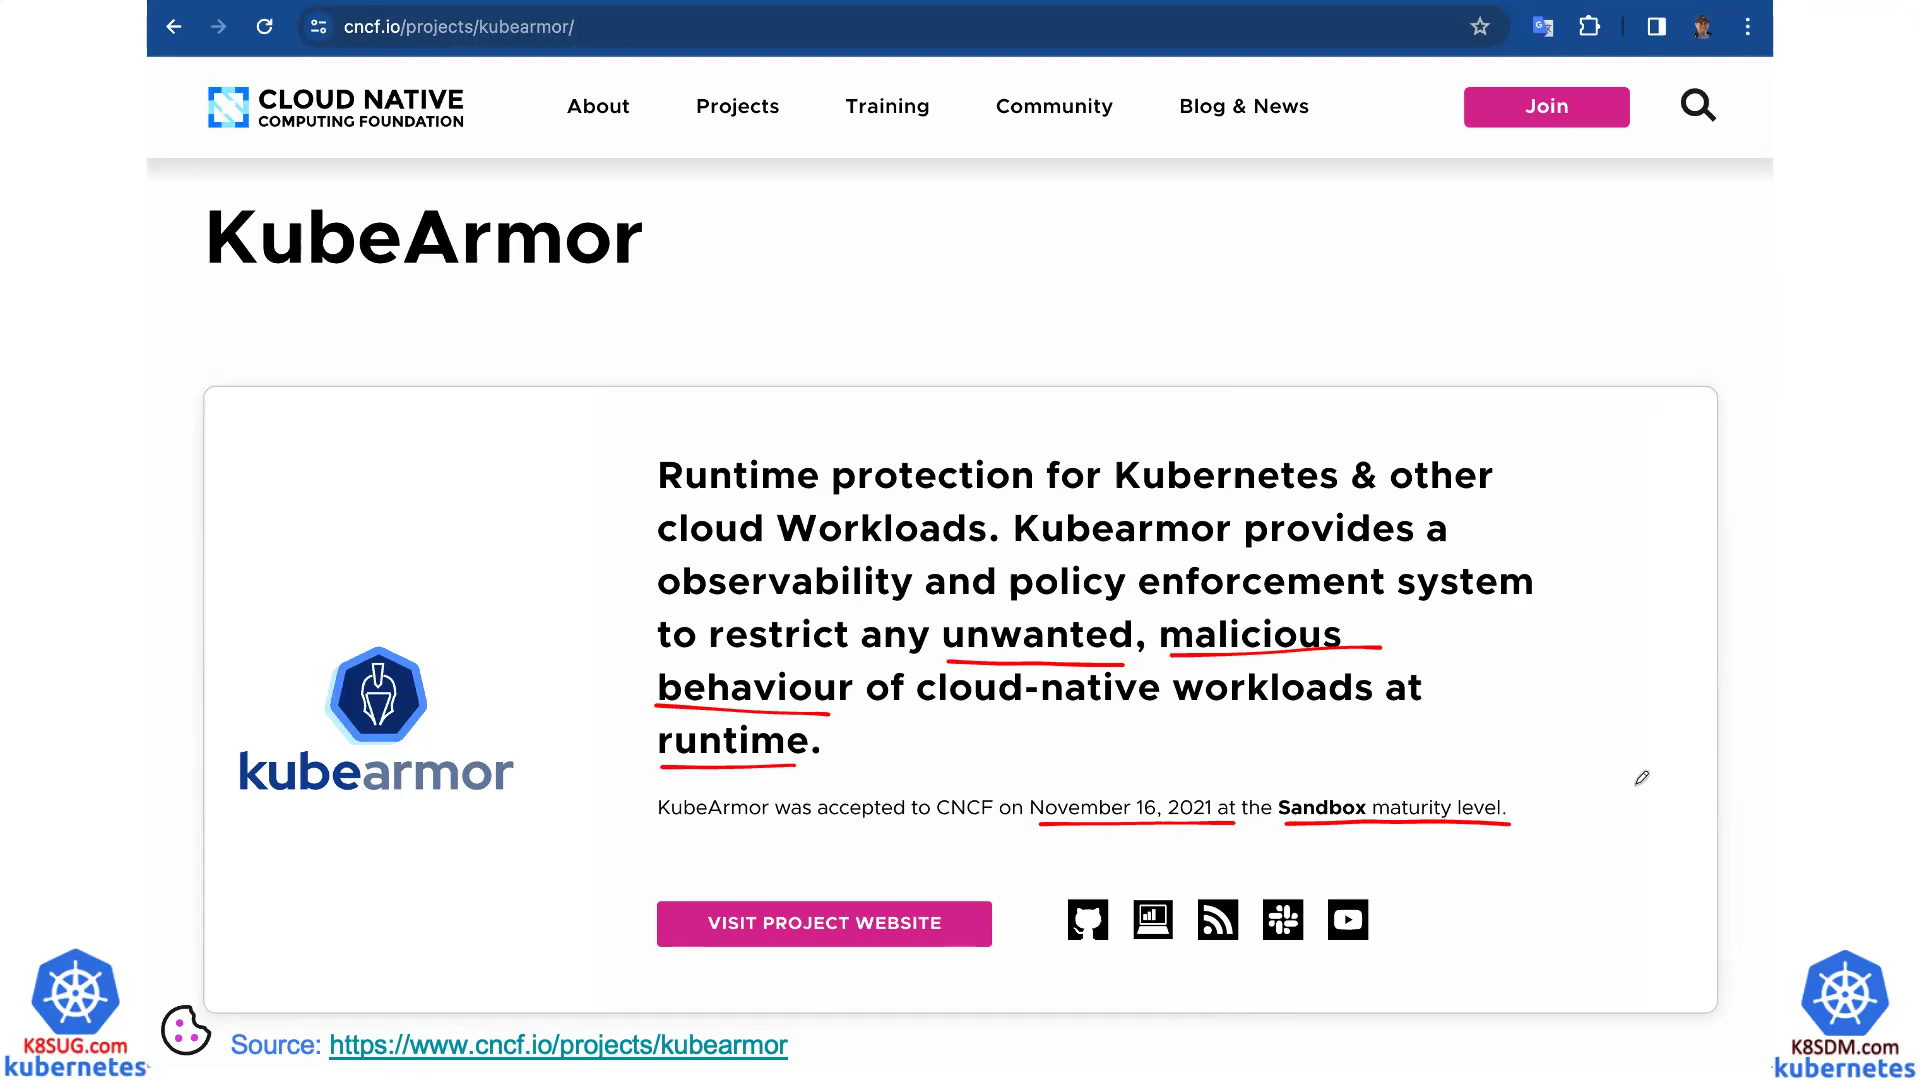 cncf.io/projects/kubearmor/
CLOUD NATIVE
COMPUTING FOUNDATION
About
Projects
Training
Community
Blog & News
Join
KubeArmor
Runtime protection for Kubernetes & other
cloud Workloads. Kubearmor provides a
observability and policy enforcement system
to restrict any unwanted, malicious
behaviour of cloud-native workloads at
runtime.
kubearmor
KubeArmor was accepted to CNCF on November 16, 2021 at the Sandbox maturity level.
VISIT PROJECT WEBSITE
K8SUG.com
kubernetes
Source: https://www.cncf.io/projects/kubearmor
K8SDM.com
kubernetes